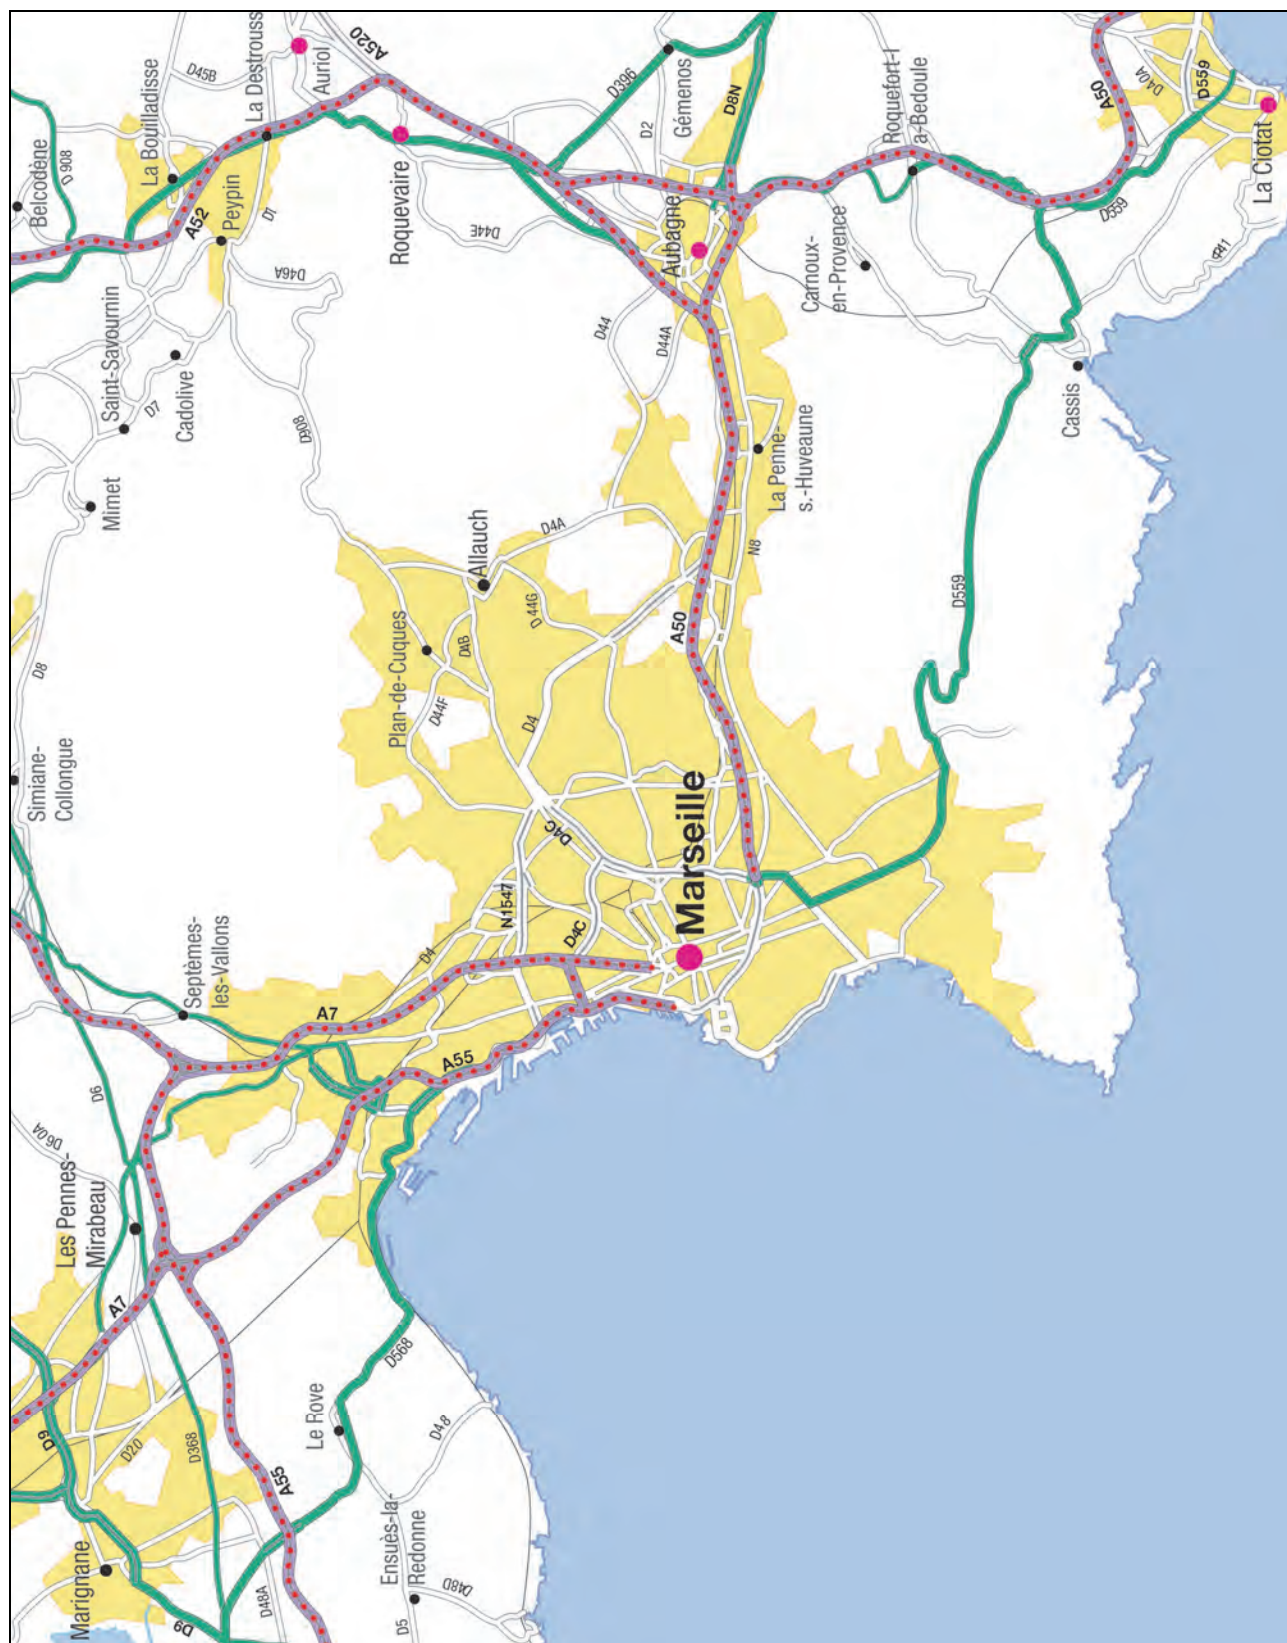 Marignane
D9
D9
D20
A7
Les Pennes-
Mirabeau
D60A
D6
D368
A55
D48A
Le Rove
D568
D48
Ensuès-la-
Redonne
D5
D48D
Simiane-
Collongue
D8
Mimet
Septèmes-
les-Vallons
A7
A55
D4
N1547
D4C
D4C
D4
D44F
Plan-de-Cuques
D4B
Allauch
D44G
D4A
Marseille
A50
N8
La Penne-
s.-Huveaune
D559
Saint-Savournin
D7
Cadolive
D908
Belcodène
D908
La Bouilladisse
D45B
La Destrouss
Auriol
A520
A52
Peypin
D1
D46A
Roquevaire
D44E
D44
D44A
Aubagne
D396
D2
Gémenos
D8N
Carnoux-
en-Provence
Roquefort-l
a-Bedoule
Cassis
D559
A50
D40A
D559
La Ciotat